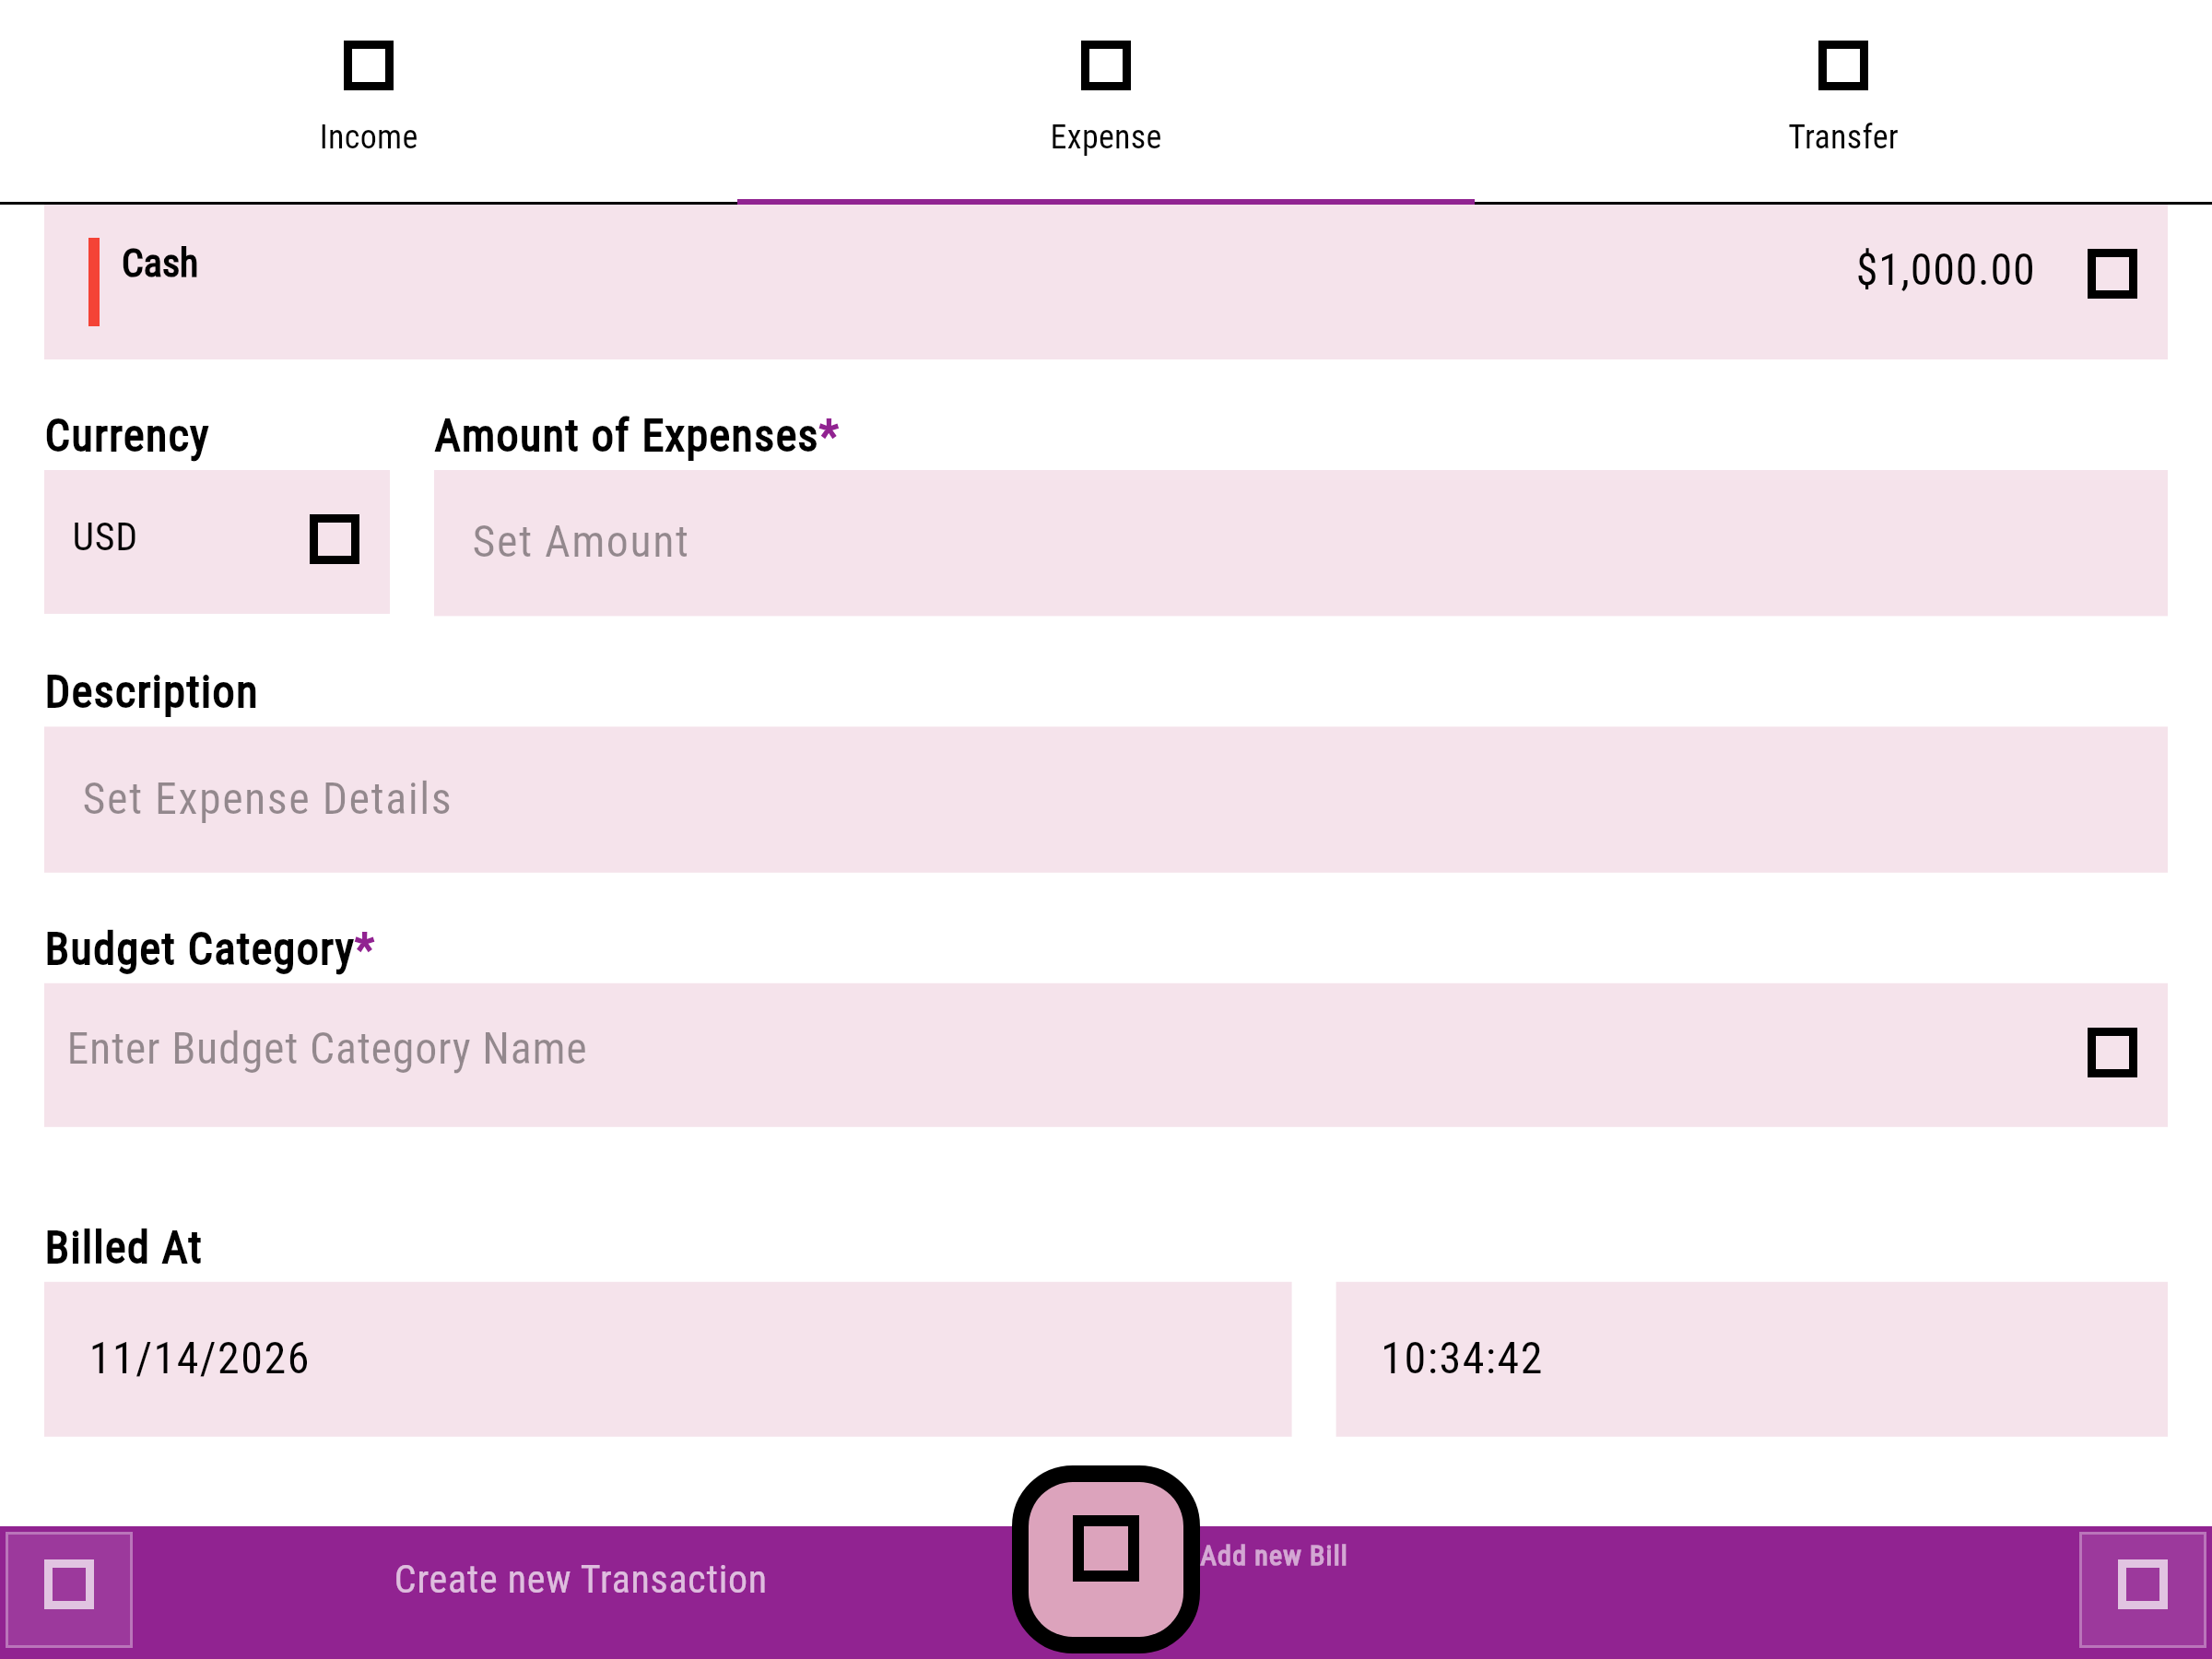 Income
Expense
Transfer
Cash
$1,000.00
Currency
Amount of Expenses*
USD
Set Amount
Description
Set Expense Details
Budget Category*
Enter Budget Category Name
Billed At
11/14/2026
10:34:42
Create new Transaction
Add new Bill